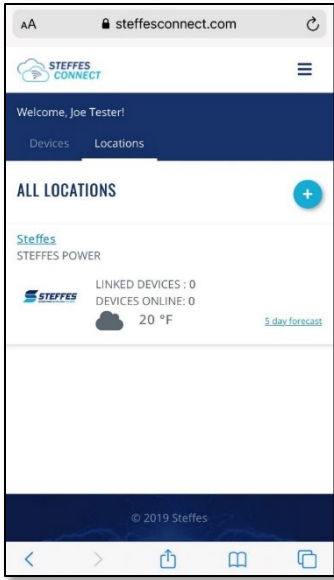 AA steffesconnect.com
STEFFES
CONNECT
Welcome, Joe Tester!
Devices Locations
ALL LOCATIONS
+
Steffes
STEFFES POWER
LINKED DEVICES : 0
STEFFES
DEVICES ONLINE: 0
20 °F
5 day forecast
© 2019 Steffes